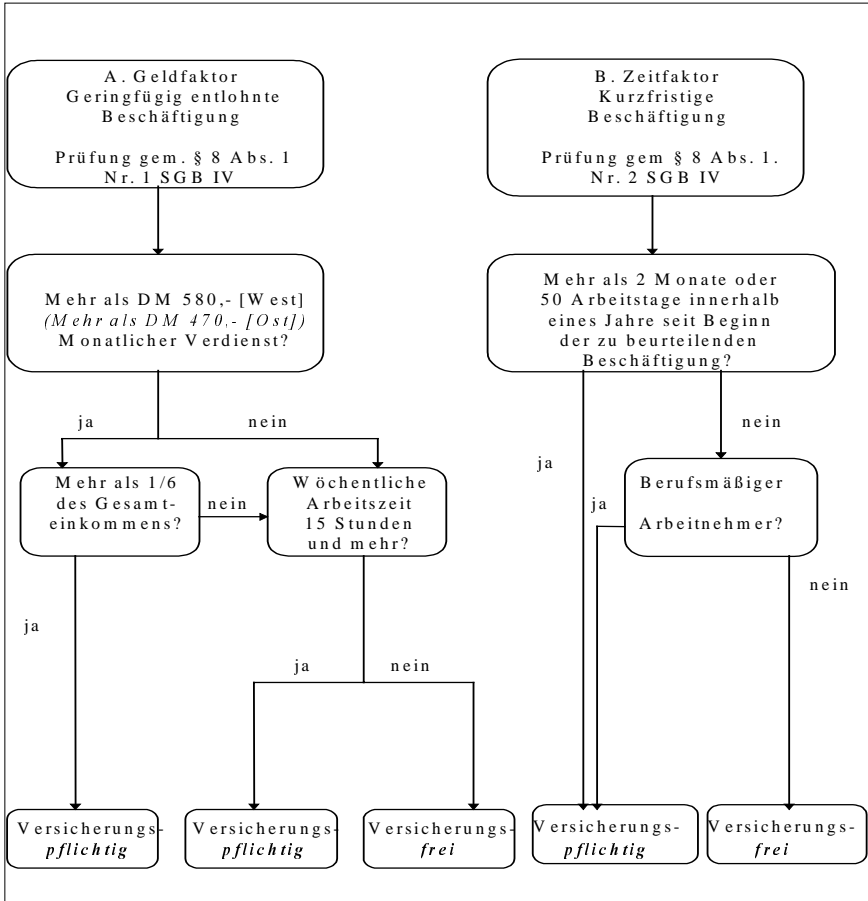 A. Geldfaktor
Geringfügig entlohnte
Beschäftigung
Prüfung gem. § 8 Abs. 1
Nr. 1 SGB IV
B. Zeitfaktor
Kurzfristige
Beschäftigung
Prüfung gem § 8 Abs. 1.
Nr. 2 SGB IV
Mehr als DM 580,- [West]
(Mehr als DM 470,- [Ost])
Monatlicher Verdienst?
Mehr als 2 Monate oder
50 Arbeitstage innerhalb
eines Jahre seit Beginn
der zu beurteilenden
Beschäftigung?
ja
nein
ja
nein
Mehr als 1/6
des Gesamt-
einkommens?
nein
Wöchentliche
Arbeitszeit
15 Stunden
und mehr?
Berufsmäßiger
Arbeitnehmer?
ja
nein
ja
ja
nein
Versicherungs-
pflichtig
Versicherungs-
pflichtig
Versicherungs-
frei
Versicherungs-
pflichtig
Versicherungs-
frei